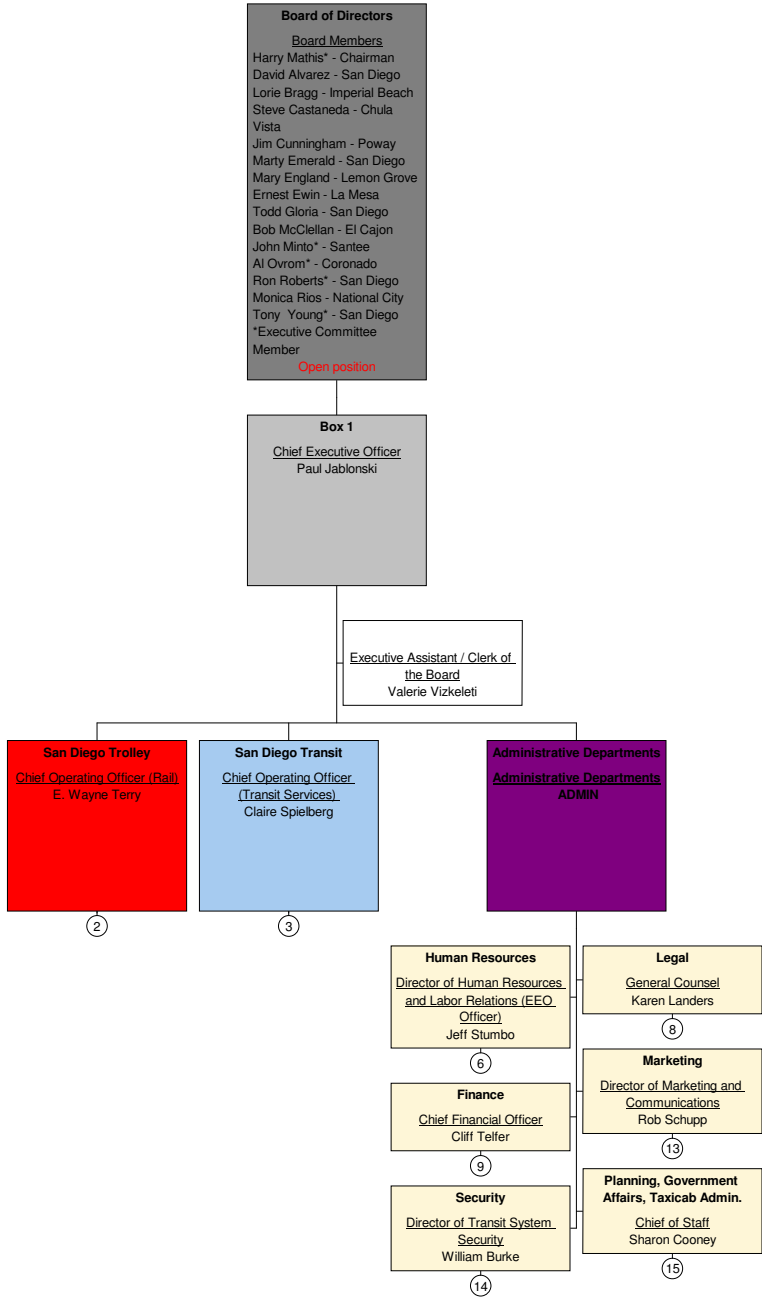 Board of Directors
Board Members
Harry Mathis* - Chairman
David Alvarez - San Diego
Lorie Bragg - Imperial Beach
Steve Castaneda - Chula
Vista
Jim Cunningham - Poway
Marty Emerald - San Diego
Mary England - Lemon Grove
Ernest Ewin - La Mesa
Todd Gloria - San Diego
Bob McClellan - El Cajon
John Minto* - Santee
Al Ovrom* - Coronado
Ron Roberts* - San Diego
Monica Rios - National City
Tony  Young* - San Diego
*Executive Committee
Member
Open position
Box 1
Chief Executive Officer
Paul Jablonski
Executive Assistant / Clerk of
the Board
Valerie Vizkeleti
San Diego Trolley
Chief Operating Officer (Rail)
E. Wayne Terry
2
San Diego Transit
Chief Operating Officer
(Transit Services)
Claire Spielberg
3
Administrative Departments
Administrative Departments
ADMIN
Human Resources
Director of Human Resources
and Labor Relations (EEO
Officer)
Jeff Stumbo
6
Legal
General Counsel
Karen Landers
8
Finance
Chief Financial Officer
Cliff Telfer
9
Marketing
Director of Marketing and
Communications
Rob Schupp
13
Security
Director of Transit System
Security
William Burke
14
Planning, Government
Affairs, Taxicab Admin.
Chief of Staff
Sharon Cooney
15